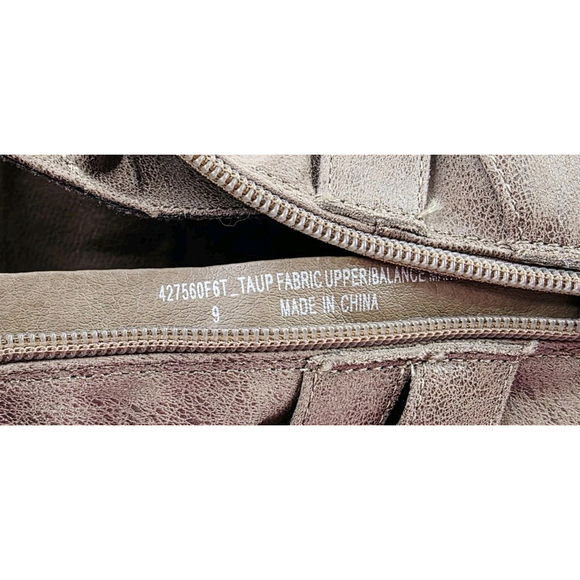 427560F6T_TAUP FABRIC UPPER/BALANCE
9 MADE IN CHINA